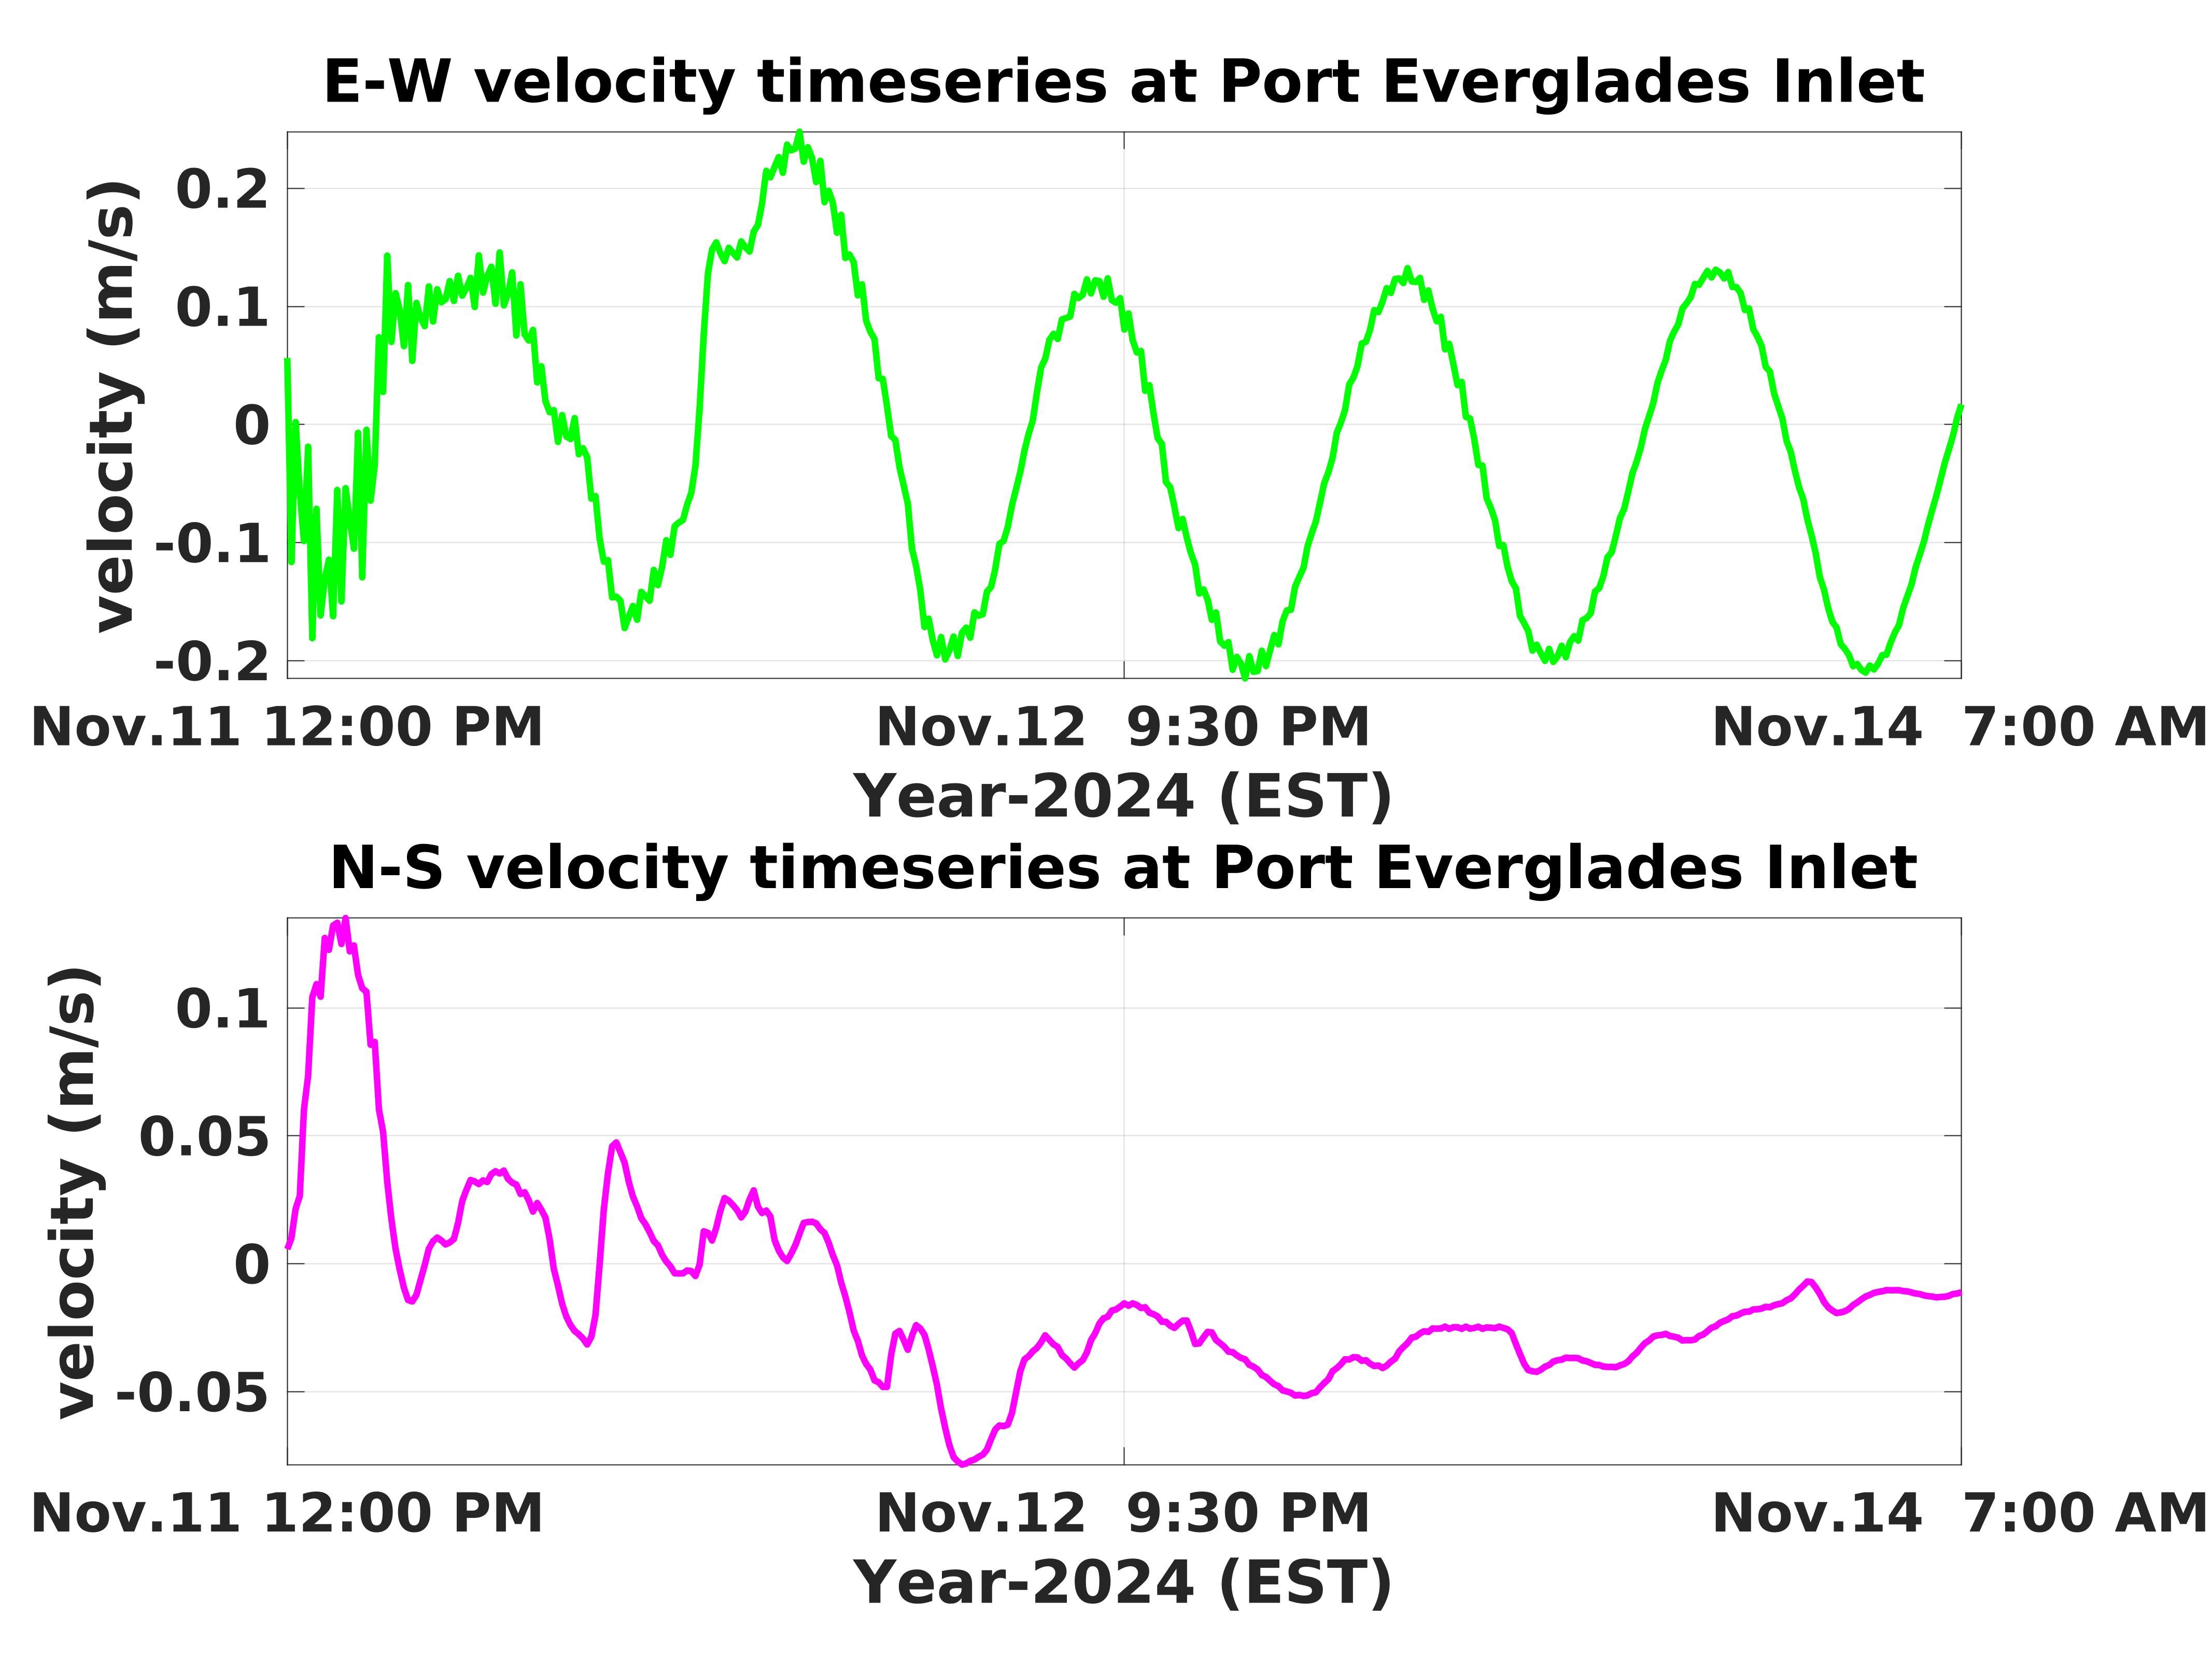 E-W velocity timeseries at Port Everglades Inlet
velocity (m/s)
0.2
0.1
0
-0.1
-0.2
Nov.11 12:00 PM
Nov.12 9:30 PM
Nov.14 7:00 AM
Year-2024 (EST)
N-S velocity timeseries at Port Everglades Inlet
velocity (m/s)
0.1
0.05
0
-0.05
Nov.11 12:00 PM
Nov.12 9:30 PM
Nov.14 7:00 AM
Year-2024 (EST)